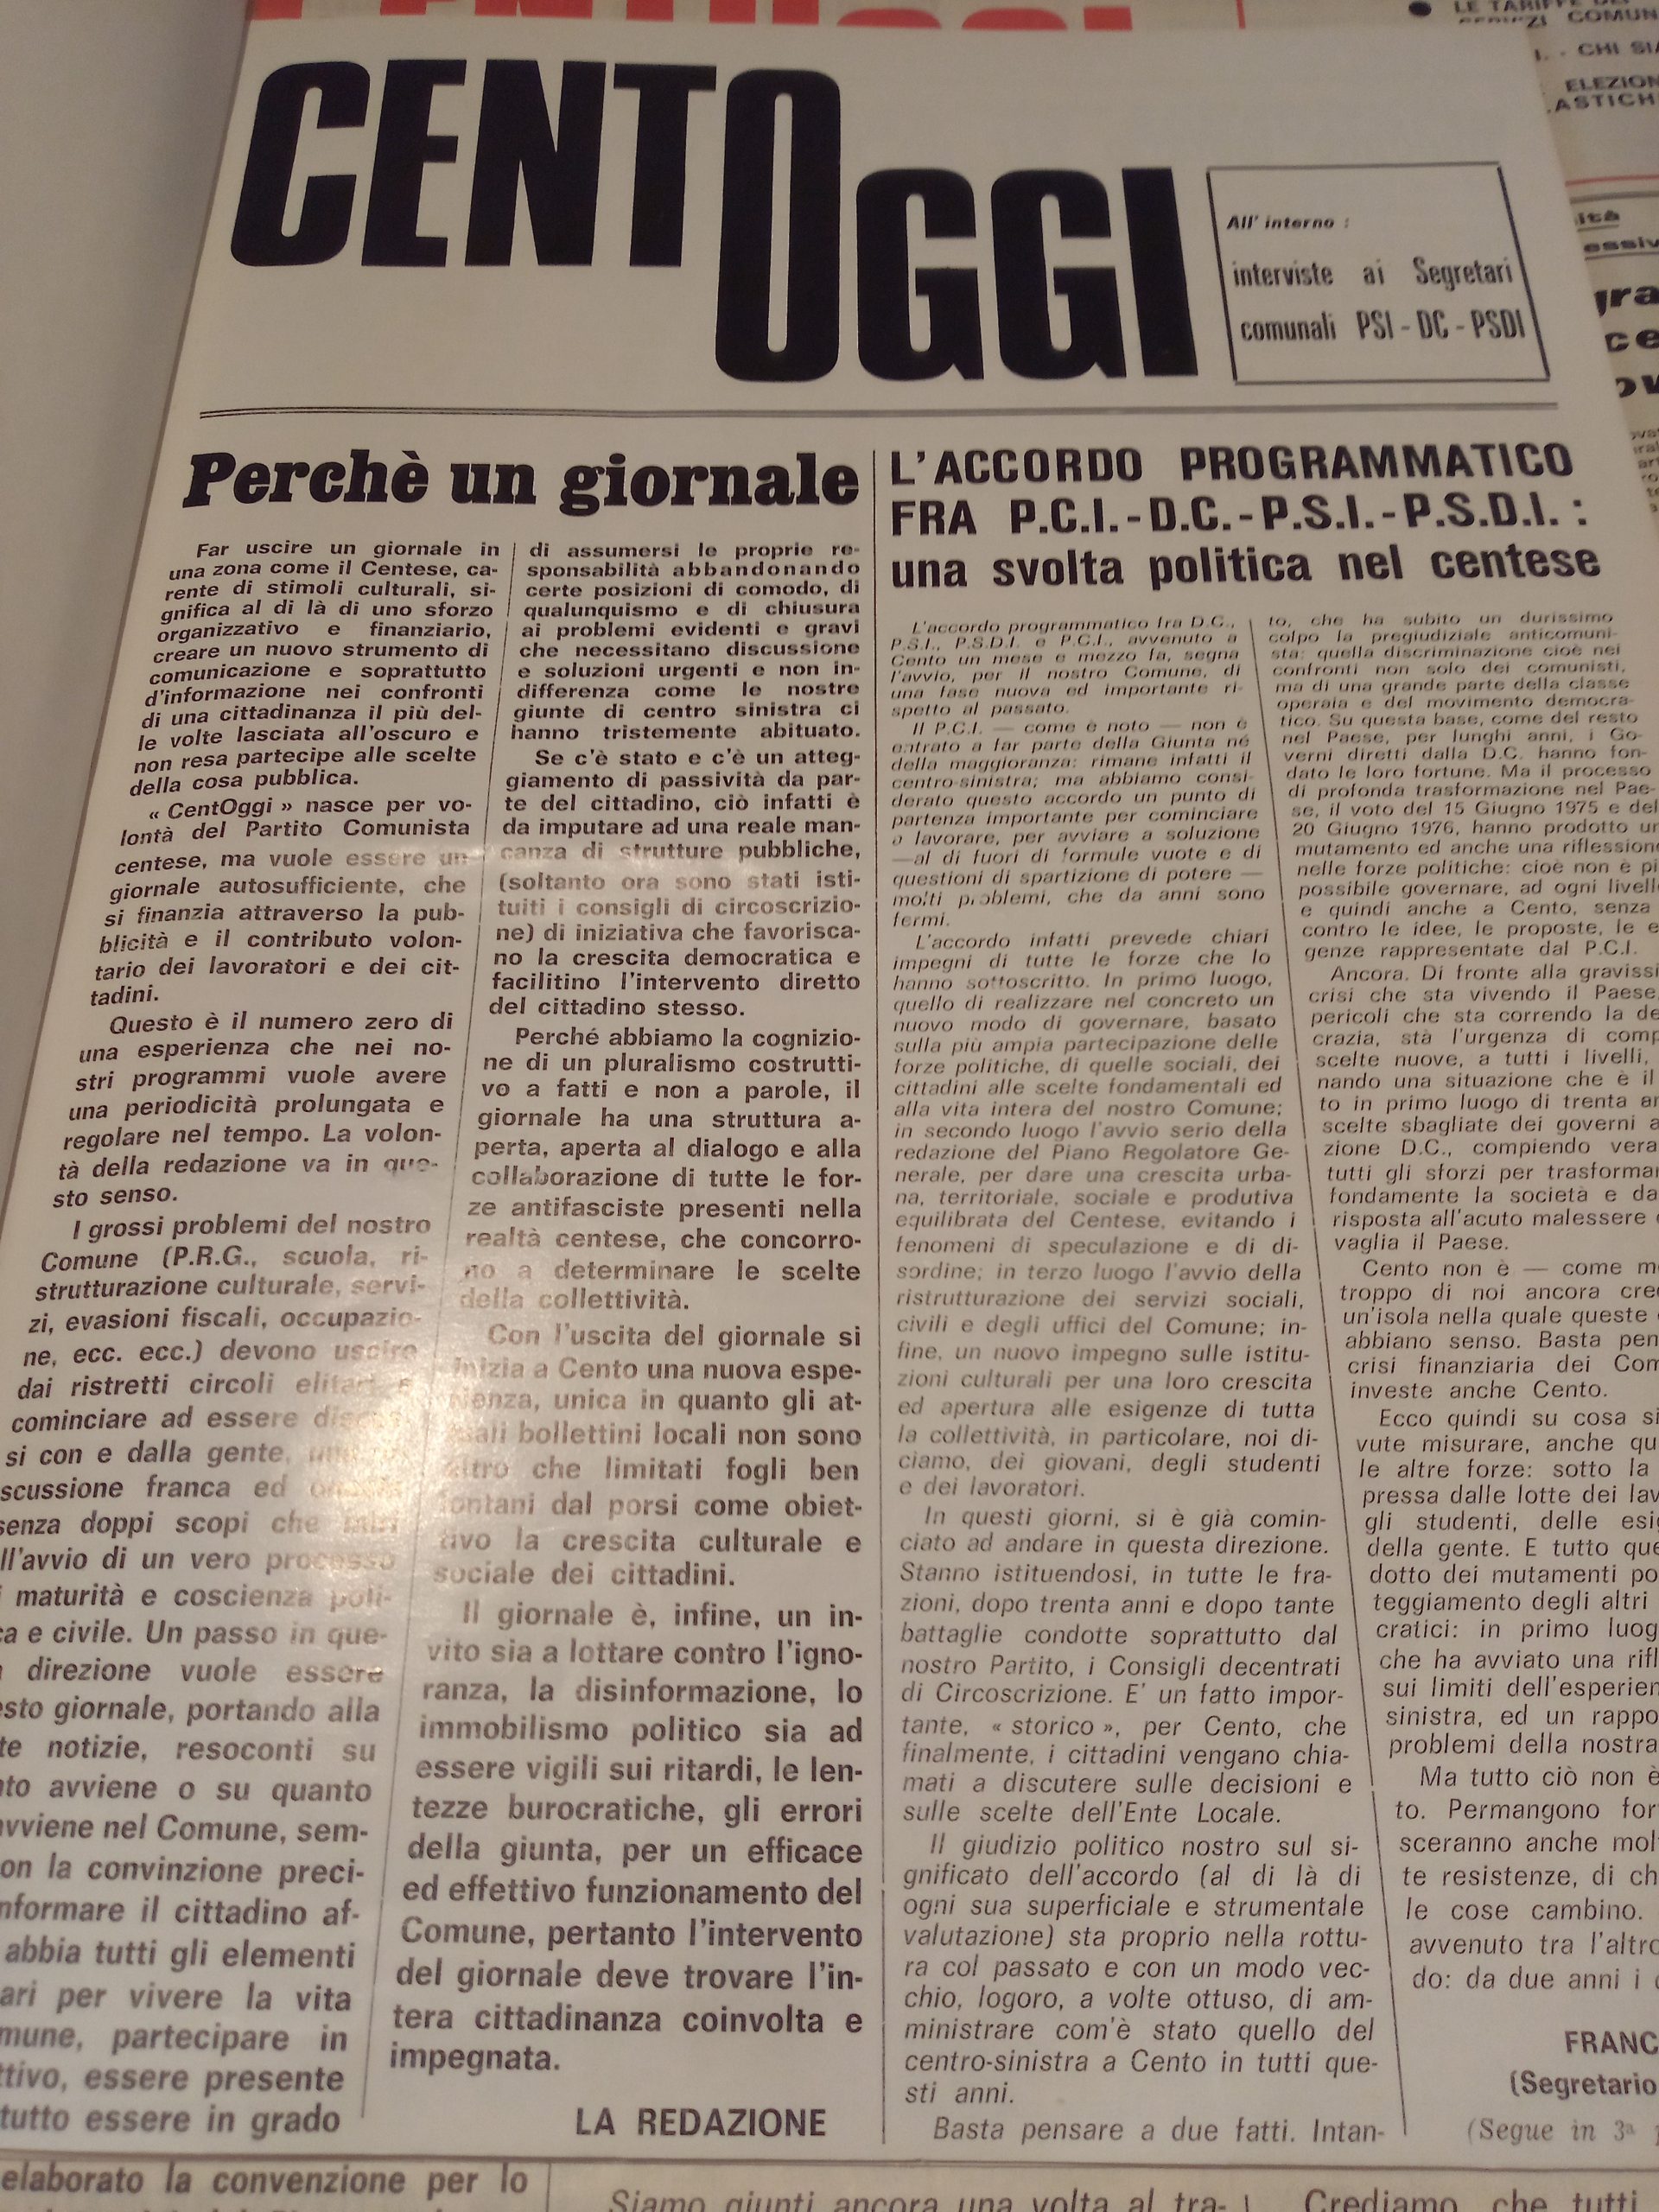 CENTOGGI
All' interno :
interviste ai Segretari
comunali PSI - DC - PSDI
Perchè un giornale
Far uscire un giornale in
una zona come il Centese, ca-
rente di stimoli culturali, si-
gnifica al di là di uno sforzo
organizzativo e finanziario,
creare un nuovo strumento di
comunicazione e soprattutto
d'informazione nei confronti
di una cittadinanza il più del-
le volte lasciata all'oscuro e
non resa partecipe alle scelte
della cosa pubblica.
« CentOggi » nasce per vo-
lontà del Partito Comunista
centese, ma vuole essere un
giornale autosufficiente, che
si finanzia attraverso la pub-
blicità e il contributo volon-
tario dei lavoratori e dei cit-
tadini.
Questo è il numero zero di
una esperienza che nei no-
stri programmi vuole avere
una periodicità prolungata e
regolare nel tempo. La volon-
tà della redazione va in que-
sto senso.
I grossi problemi del nostro
Comune (P.R.G., scuola, ri-
strutturazione culturale, servi-
zi, evasioni fiscali, occupazio-
ne, ecc. ecc.) devono uscire
dai ristretti circoli
cominciare ad essere
si con e dalla gente,
scussione franca ed
senza doppi scopi che
ll'avvio di un vero processo
maturità e coscienza poli-
ca e civile. Un passo in que-
direzione vuole essere
esto giornale, portando alla
te notizie, resoconti su
nto avviene o su quanto
avviene nel Comune, sem-
on la convinzione preci-
nformare il cittadino af-
abbia tutti gli elementi
ari per vivere la vita
mune, partecipare in
ttivo, essere presente
tutto essere in grado
di assumersi le proprie re-
sponsabilità abbandonando
certe posizioni di comodo, di
qualunquismo e di chiusura
ai problemi evidenti e gravi
che necessitano discussione
e soluzioni urgenti e non in-
differenza come le nostre
giunte di centro sinistra ci
hanno tristemente abituato.
Se c'è stato e c'è un atteg-
giamento di passività da par-
te del cittadino, ciò infatti è
da imputare ad una reale man-
canza di strutture pubbliche,
(soltanto ora sono stati isti-
tuiti i consigli di circoscrizio-
ne) di iniziativa che favorisca-
no la crescita democratica e
facilitino l'intervento diretto
del cittadino stesso.
Perché abbiamo la cognizio-
ne di un pluralismo costrutti-
vo a fatti e non a parole, il
giornale ha una struttura a-
perta, aperta al dialogo e alla
collaborazione di tutte le for-
ze antifasciste presenti nella
realtà centese, che concorro-
no a determinare le scelte
della collettività.
Con l'uscita del giornale si
inizia a Cento una nuova espe-
rienza, unica in quanto gli at-
tuali bollettini locali non sono
altro che limitati fogli ben
lontani dal porsi come obiet-
tivo la crescita culturale e
sociale dei cittadini.
Il giornale è, infine, un in-
vito sia a lottare contro l'igno-
ranza, la disinformazione, lo
immobilismo politico sia ad
essere vigili sui ritardi, le len-
tezze burocratiche, gli errori
della giunta, per un efficace
ed effettivo funzionamento del
Comune, pertanto l'intervento
del giornale deve trovare l'in-
tera cittadinanza coinvolta e
impegnata.
LA REDAZIONE
L'ACCORDO PROGRAMMATICO
FRA P.C.I. - D.C. - P.S.I. - P.S.D.I. :
una svolta politica nel centese
L'accordo programmatico fra D.C.,
P.S.I., P.S.D.I. e P.C.I., avvenuto a
Cento un mese e mezzo fa, segna
l'avvio, per il nostro Comune, di
una fase nuova ed importante ri-
spetto al passato.
Il P.C.I. — come è noto — non è
entrato a far parte della Giunta né
della maggioranza: rimane infatti il
centro-sinistra; ma abbiamo consi-
derato questo accordo un punto di
partenza importante per cominciare
a lavorare, per avviare a soluzione
—al di fuori di formule vuote e di
questioni di spartizione di potere —
molti problemi, che da anni sono
fermi.
L'accordo infatti prevede chiari
impegni di tutte le forze che lo
hanno sottoscritto. In primo luogo,
quello di realizzare nel concreto un
nuovo modo di governare, basato
sulla più ampia partecipazione delle
forze politiche, di quelle sociali, dei
cittadini alle scelte fondamentali ed
alla vita intera del nostro Comune;
in secondo luogo l'avvio serio della
redazione del Piano Regolatore Ge-
nerale, per dare una crescita urba-
na, territoriale, sociale e produtiva
equilibrata del Centese, evitando i
fenomeni di speculazione e di di-
sordine; in terzo luogo l'avvio della
ristrutturazione dei servizi sociali,
civili e degli uffici del Comune; in-
fine, un nuovo impegno sulle istitu-
zioni culturali per una loro crescita
ed apertura alle esigenze di tutta
la collettività, in particolare, noi di-
ciamo, dei giovani, degli studenti
e dei lavoratori.
In questi giorni, si è già comin-
ciato ad andare in questa direzione.
Stanno istituendosi, in tutte le fra-
zioni, dopo trenta anni e dopo tante
battaglie condotte soprattutto dal
nostro Partito, i Consigli decentrati
di Circoscrizione. E' un fatto impor-
tante, « storico », per Cento, che
finalmente, i cittadini vengano chia-
mati a discutere sulle decisioni e
sulle scelte dell'Ente Locale.
Il giudizio politico nostro sul si-
gnificato dell'accordo (al di là di
ogni sua superficiale e strumentale
valutazione) sta proprio nella rottu-
ra col passato e con un modo vec-
chio, logoro, a volte ottuso, di am-
ministrare com'è stato quello del
centro-sinistra a Cento in tutti que-
sti anni.
Basta pensare a due fatti. Intan-
to, che ha subito un durissimo
colpo la pregiudiziale anticomuni-
sta: quella discriminazione cioè nei
confronti non solo dei comunisti,
ma di una grande parte della classe
operaia e del movimento democra-
tico. Su questa base, come del resto
nel Paese, per lunghi anni, i Go-
verni diretti dalla D.C. hanno fon-
dato le loro fortune. Ma il processo
di profonda trasformazione nel Pae-
se, il voto del 15 Giugno 1975 e del
20 Giugno 1976, hanno prodotto un
mutamento ed anche una riflessione
nelle forze politiche: cioè non è pi
possibile governare, ad ogni livell
e quindi anche a Cento, senza
contro le idee, le proposte, le e
genze rappresentate dal P.C.I.
Ancora. Di fronte alla gravissi
crisi che sta vivendo il Paese,
pericoli che sta correndo la de
crazia, stà l'urgenza di comp
scelte nuove, a tutti i livelli,
nando una situazione che è il
to in primo luogo di trenta an
scelte sbagliate dei governi a
zione D.C., compiendo vera
tutti gli sforzi per trasformar
fondamente la società e da
risposta all'acuto malessere
vaglia il Paese.
Cento non è — come m
troppo di noi ancora cre
un'isola nella quale queste
abbiano senso. Basta pen
crisi finanziaria dei Com
investe anche Cento.
Ecco quindi su cosa si
vute misurare, anche qu
le altre forze: sotto la
pressa dalle lotte dei lav
gli studenti, delle esig
della gente. E tutto que
dotto dei mutamenti po
teggiamento degli altri
cratici: in primo luog
che ha avviato una rifl
sui limiti dell'esperien
sinistra, ed un rappo
problemi della nostra
Ma tutto ciò non è
to. Permangono for
sceranno anche mol
te resistenze, di ch
le cose cambino.
avvenuto tra l'altro
do: da due anni i
FRANC
(Segretario
(Segue in 3ª
elaborato la convenzione per lo
Siamo giunti ancora una volta al tra-
Crediamo che tutti
LE TARIFFE DE
COMUN
CHI SI
ELEZION
ASTICH